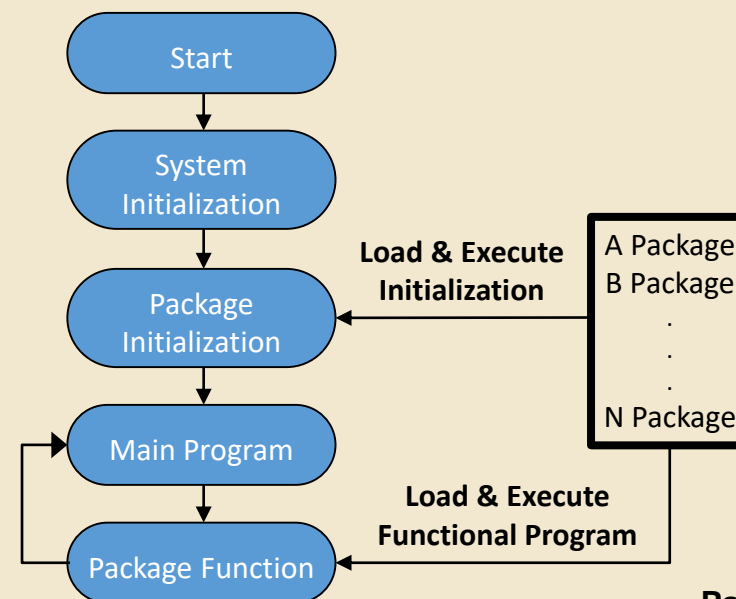 Start
System
Initialization
Load & Execute
Initialization
A Package
B Package
.
.
.
N Package
Package
Initialization
Main Program
Load & Execute
Functional Program
Package Function